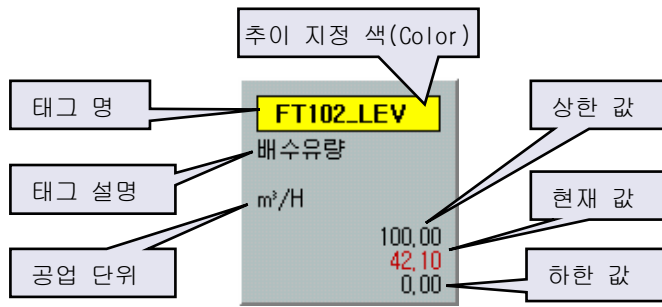 추이 지정 색(Color)
태그 명
FT102_LEV
상한 값
배수유량
태그 설명
m³/H
현재 값
100,00
42,10
0,00
공업 단위
하한 값